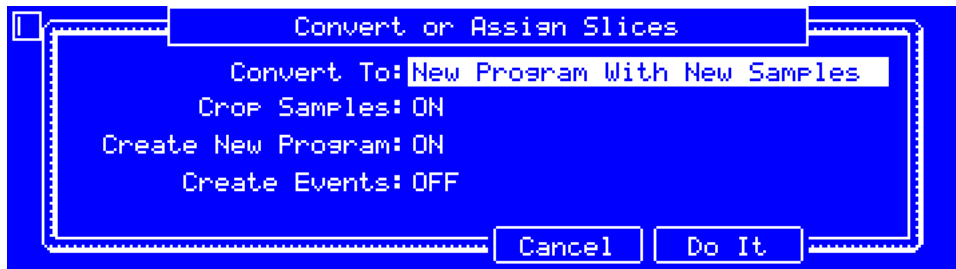 Convert or Assign Slices
Convert To:New Program With New Samples
Crop Samples:ON
Create New Program:ON
Create Events:OFF
Cancel Do It